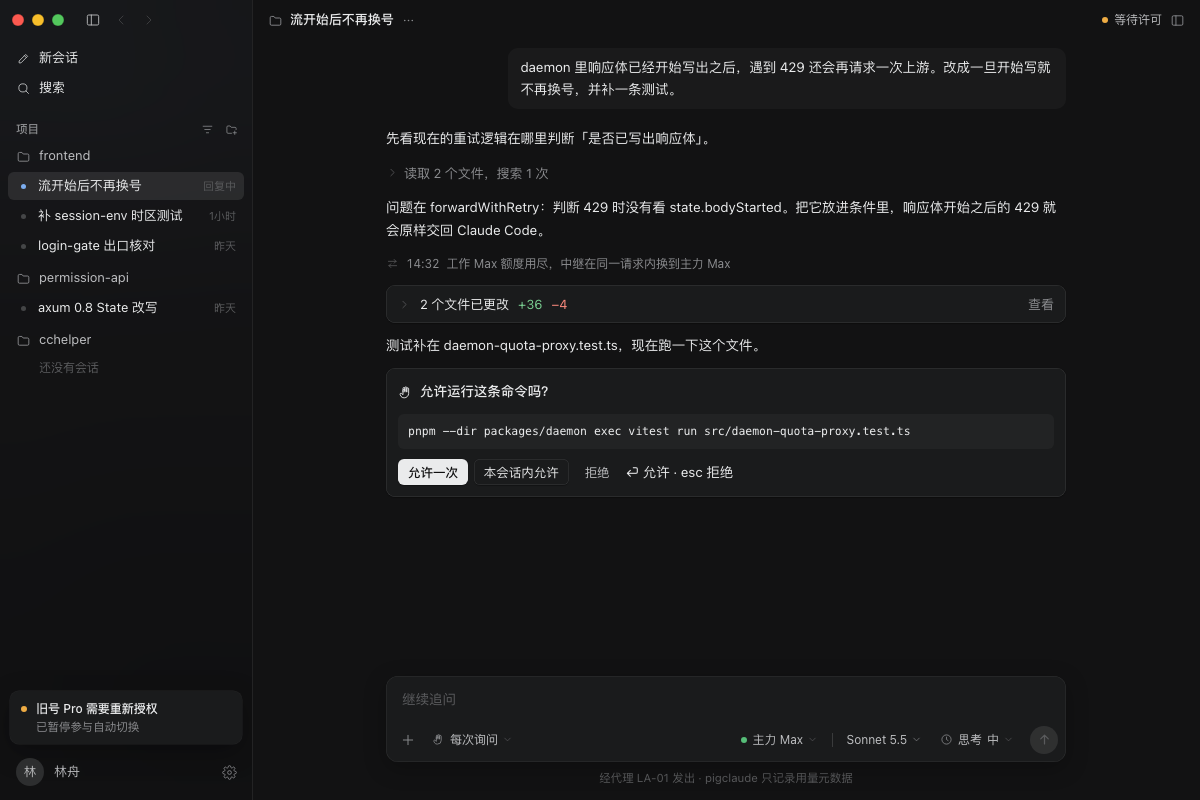 新会话
搜索
项目
frontend
流开始后不再换号 回复中
补 session-env 时区测试 1小时
login-gate 出口核对 昨天
permission-api
axum 0.8 State 改写 昨天
cchelper
还没有会话
旧号 Pro 需要重新授权
已暂停参与自动切换
林 林舟
流开始后不再换号 ···
等待许可
daemon 里响应体已经开始写出之后，遇到 429 还会再请求一次上游。改成一旦开始写就
不再换号，并补一条测试。
先看现在的重试逻辑在哪里判断「是否已写出响应体」。
读取 2 个文件，搜索 1 次
问题在 forwardWithRetry：判断 429 时没有看 state.bodyStarted。把它放进条件里，响应体开始之后的 429 就
会原样交回 Claude Code。
14:32 工作 Max 额度用尽，中继在同一请求内换到主力 Max
2 个文件已更改 +36 −4 查看
测试补在 daemon-quota-proxy.test.ts，现在跑一下这个文件。
允许运行这条命令吗?
pnpm --dir packages/daemon exec vitest run src/daemon-quota-proxy.test.ts
允许一次 本会话内允许 拒绝 ↵ 允许 · esc 拒绝
继续追问
每次询问 主力 Max Sonnet 5.5 思考 中
经代理 LA-01 发出 · pigclaude 只记录用量元数据